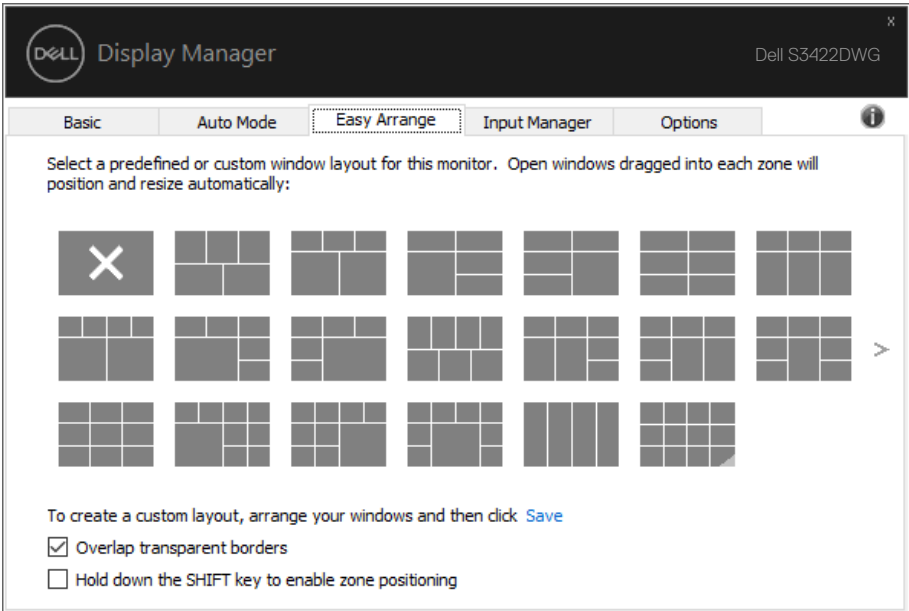 x
DELL Display Manager
Dell S3422DWG
Basic Auto Mode Easy Arrange Input Manager Options
Select a predefined or custom window layout for this monitor. Open windows dragged into each zone will
position and resize automatically:
>
To create a custom layout, arrange your windows and then click Save
Overlap transparent borders
Hold down the SHIFT key to enable zone positioning